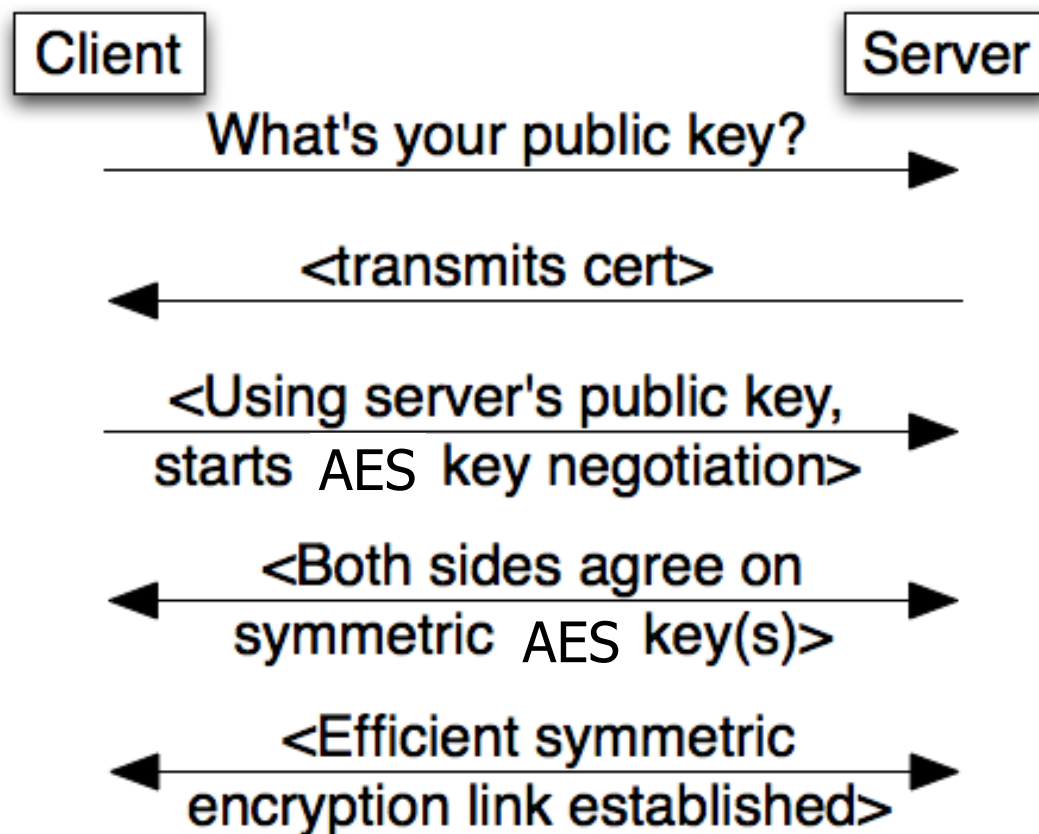 Client
Server
What's your public key?
<transmits cert>
<Using server's public key,
starts AES key negotiation>
<Both sides agree on
symmetric AES key(s)>
<Efficient symmetric
encryption link established>